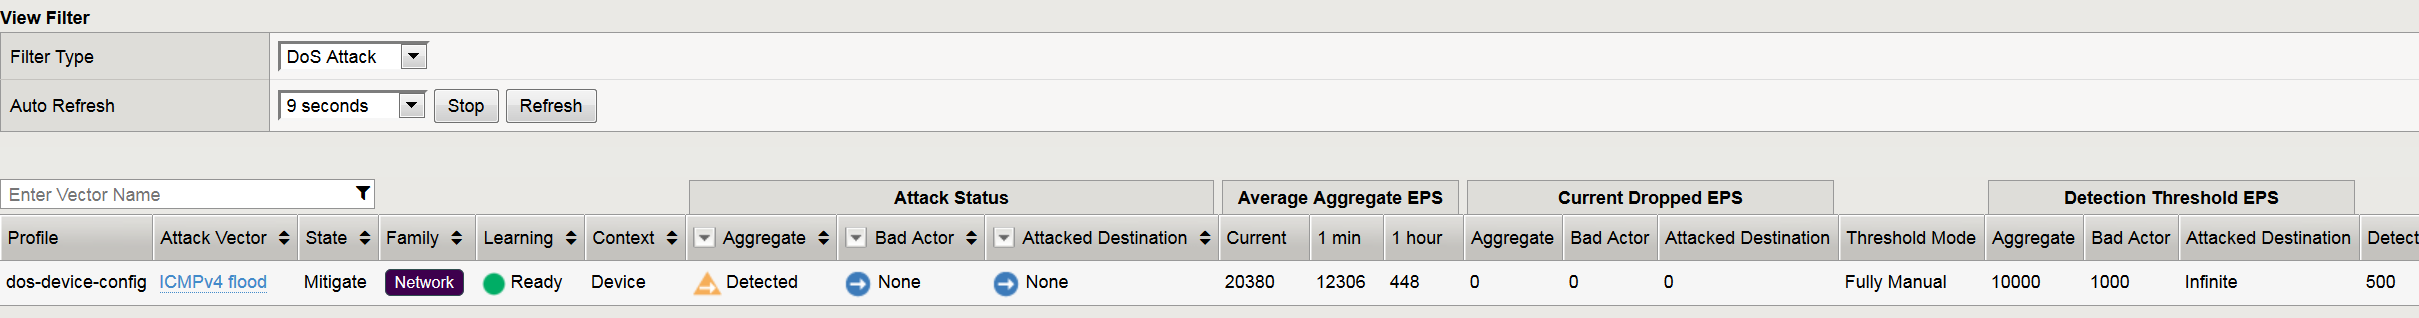 View Filter
Filter Type DoS Attack
Auto Refresh 9 seconds Stop Refresh
Enter Vector Name Attack Status Average Aggregate EPS Current Dropped EPS Detection Threshold EPS
Profile Attack Vector State Family Learning Context Aggregate Bad Actor Attacked Destination Current 1 min 1 hour Aggregate Bad Actor Attacked Destination Threshold Mode Aggregate Bad Actor Attacked Destination Detect
dos-device-config ICMPv4 flood Mitigate Network Ready Device Detected None None 20380 12306 448 0 0 0 Fully Manual 10000 1000 Infinite 500